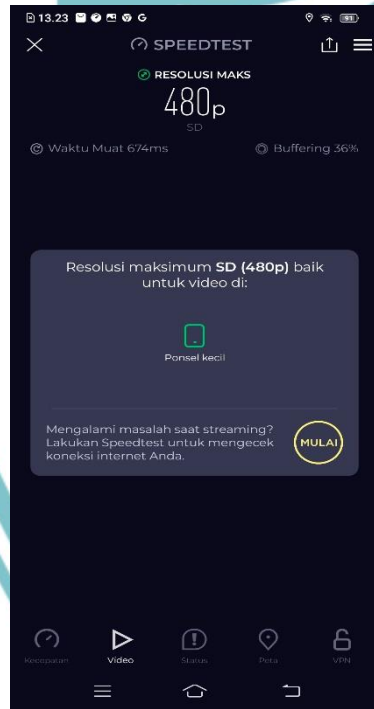 13.23
SPEEDTEST
RESOLUSI MAKS
480p
SD
Waktu Muat 674ms
Buffering 36%
Resolusi maksimum SD (480p) baik
untuk video di:
Ponsel kecil
Mengalami masalah saat streaming?
Lakukan Speedtest untuk mengecek
koneksi internet Anda.
MULAI
Kecepatan
Video
Status
Peta
VPN